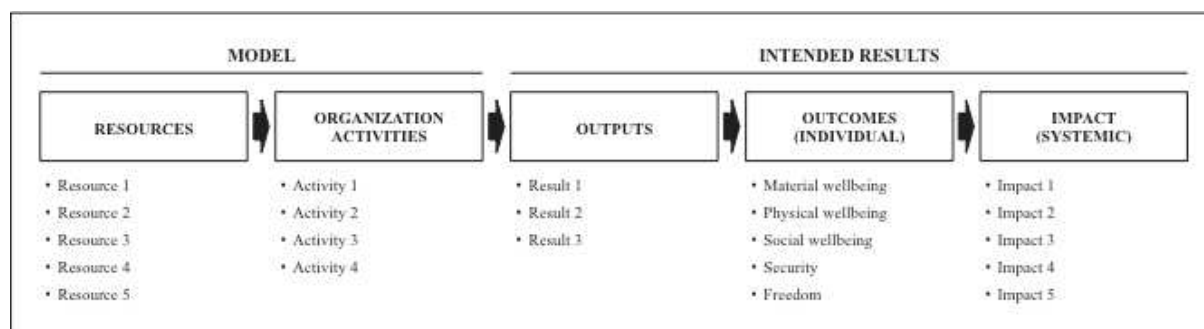 MODEL
INTENDED RESULTS
RESOURCES
ORGANIZATION
ACTIVITIES
OUTPUTS
OUTCOMES
(INDIVIDUAL)
IMPACT
(SYSTEMIC)
• Resource 1
• Resource 2
• Resource 3
• Resource 4
• Resource 5
• Activity 1
• Activity 2
• Activity 3
• Activity 4
• Result 1
• Result 2
• Result 3
• Material wellbeing
• Physical wellbeing
• Social wellbeing
• Security
• Freedom
• Impact 1
• Impact 2
• Impact 3
• Impact 4
• Impact 5